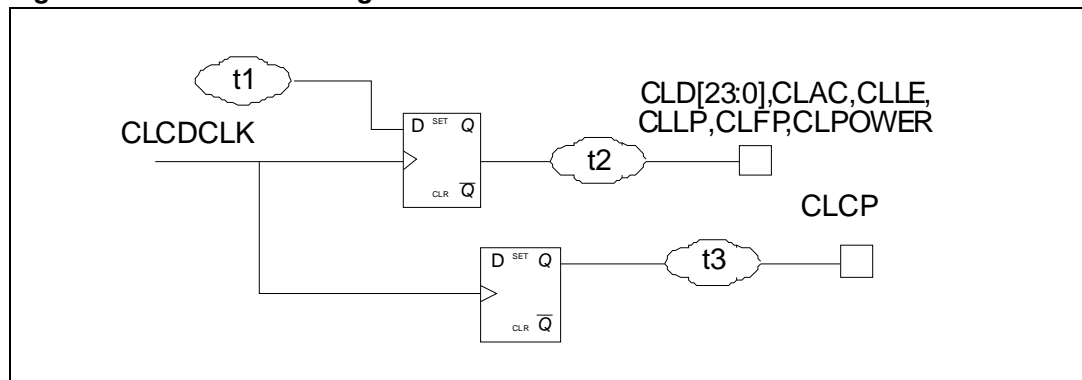 t1
CLD[23:0],CLAC,CLLE,
CLLP,CLFP,CLPOWER
CLCDCLK
D SET Q
t2
CLR Q
CLCP
D SET Q
t3
CLR Q